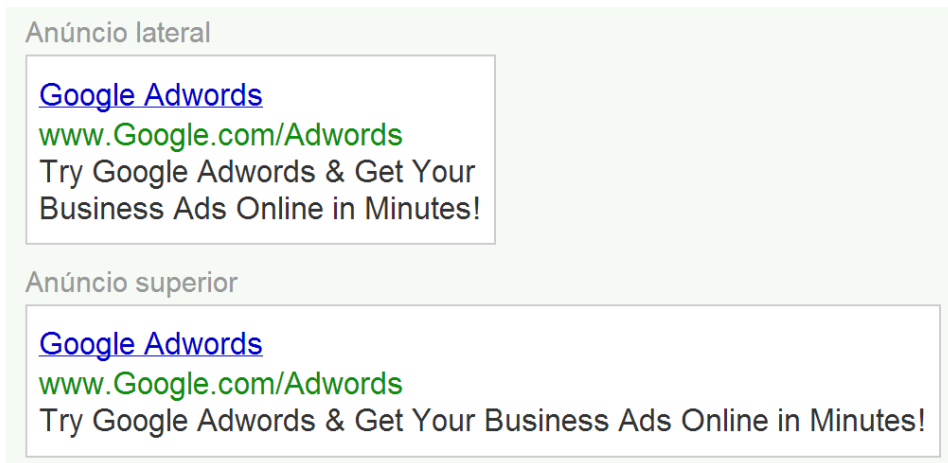 Anúncio lateral
Google Adwords
www.Google.com/Adwords
Try Google Adwords & Get Your
Business Ads Online in Minutes!
Anúncio superior
Google Adwords
www.Google.com/Adwords
Try Google Adwords & Get Your Business Ads Online in Minutes!